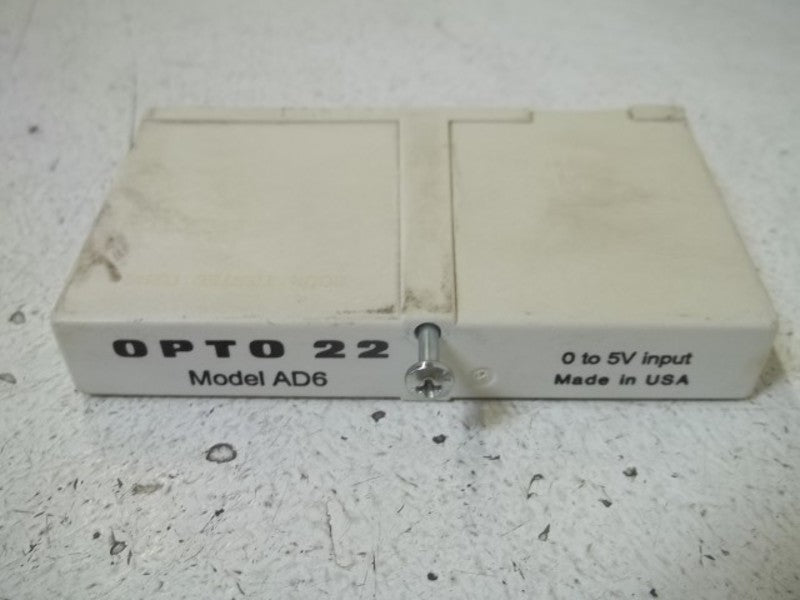 OPTO 22
Model AD6
0 to 5V input
Made in USA